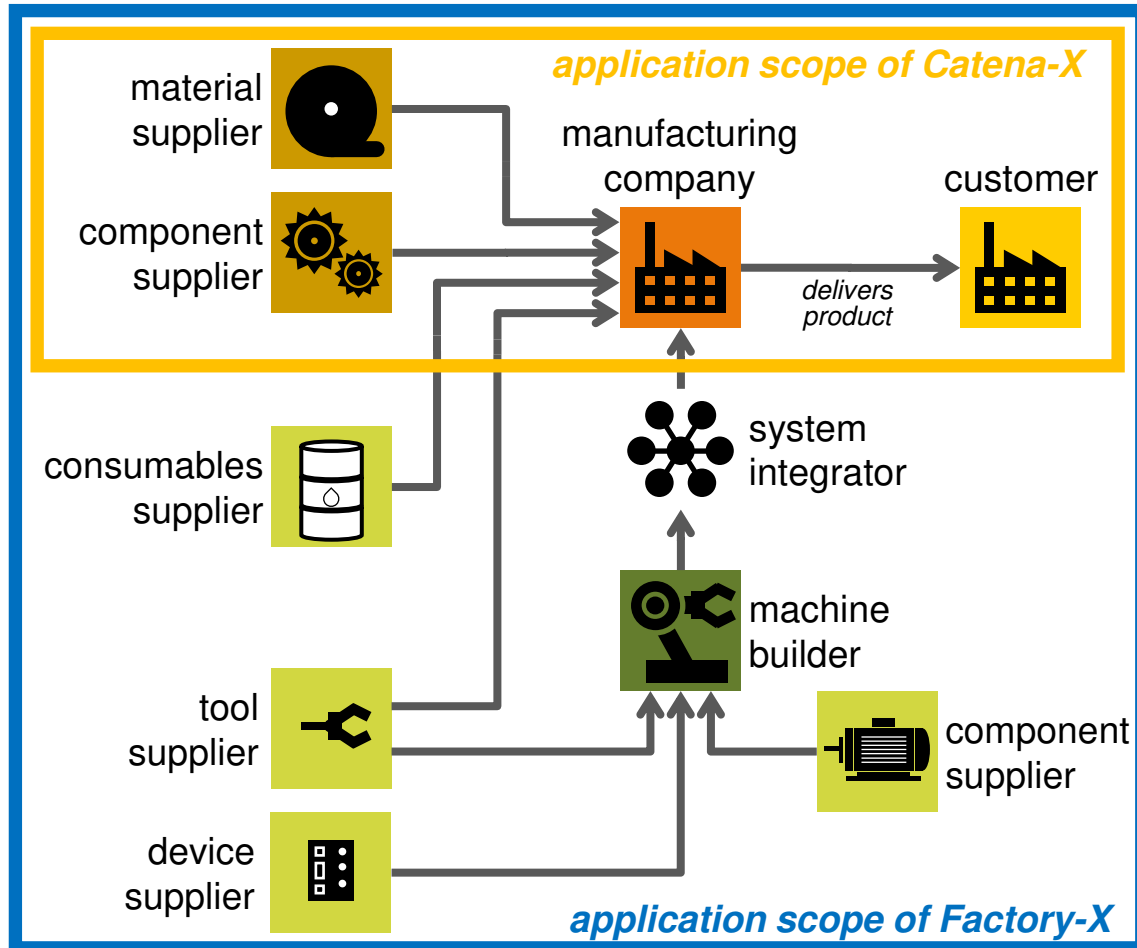 application scope of Catena-X
material
supplier
manufacturing
company
customer
component
supplier
delivers
product
consumables
supplier
system
integrator
machine
builder
tool
supplier
component
supplier
device
supplier
application scope of Factory-X